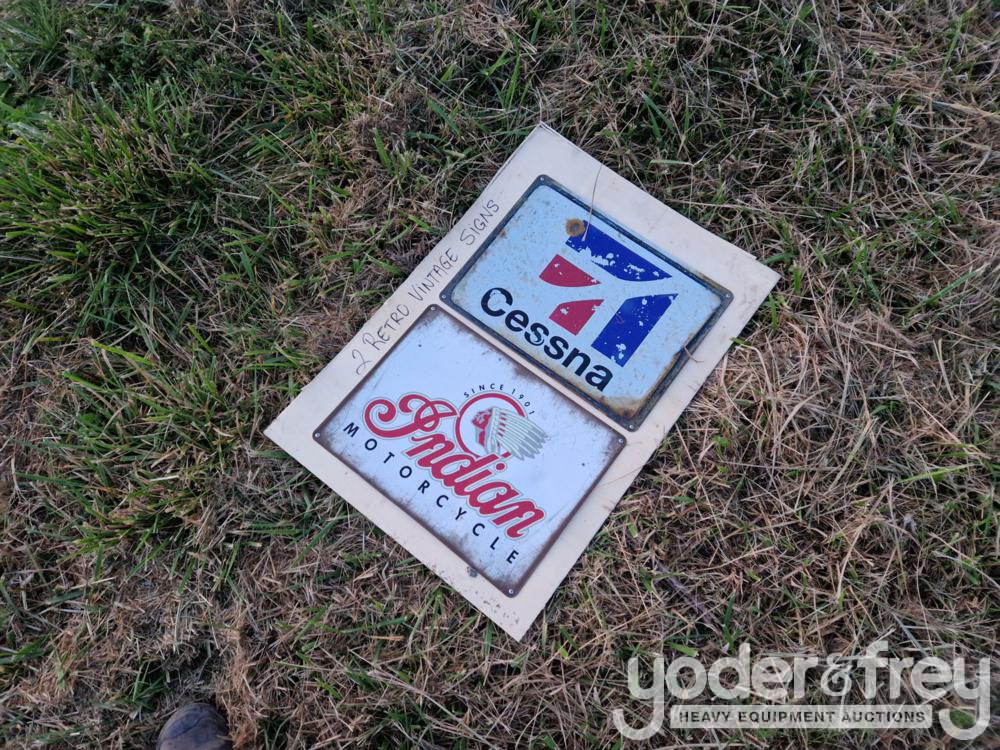 2 RETRO VINTAGE SIGNS
Cessna
SINCE 1901
Indian
MOTORCYCLE
yoder&frey
HEAVY EQUIPMENT AUCTIONS